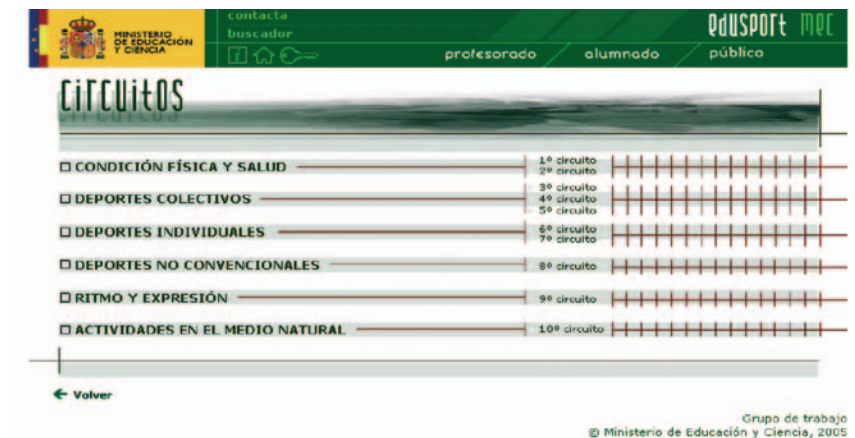 MINISTERIO
DE EDUCACIÓN
Y CIENCIA
contacta
buscador
edusport mec
profesorado
alumnado
público
circuitos
CONDICIÓN FÍSICA Y SALUD
1º circuito
2º circuito
DEPORTES COLECTIVOS
3º circuito
4º circuito
5º circuito
DEPORTES INDIVIDUALES
6º circuito
7º circuito
DEPORTES NO CONVENCIONALES
8º circuito
RITMO Y EXPRESIÓN
9º circuito
ACTIVIDADES EN EL MEDIO NATURAL
10º circuito
Volver
Grupo de trabajo
© Ministerio de Educación y Ciencia, 2005